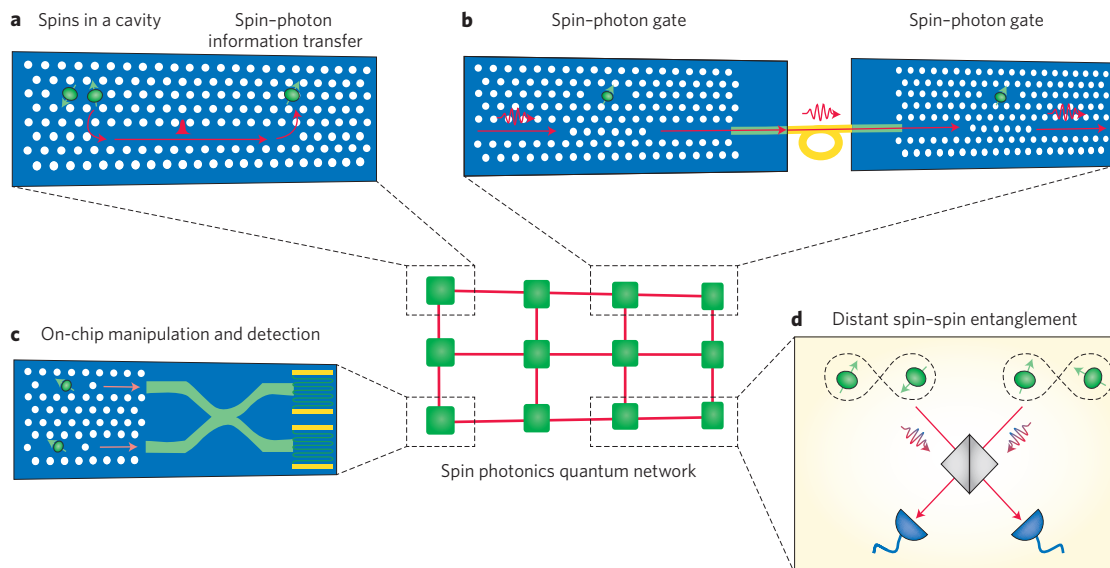 a Spins in a cavity
Spin–photon
information transfer
b Spin–photon gate
Spin–photon gate
c On-chip manipulation and detection
Spin photonics quantum network
d Distant spin–spin entanglement